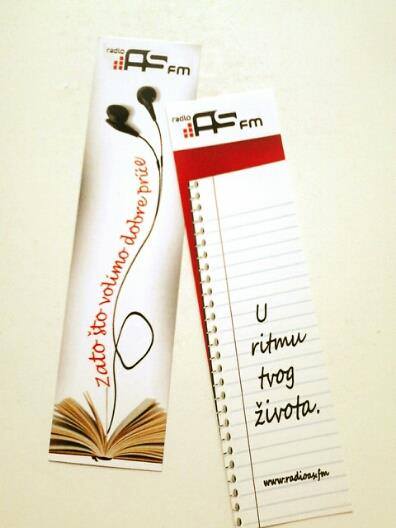 radio AS FM
Zato što volimo dobre priče
radio AS FM
U
ritmu
tvog
života.
www.radioas.fm